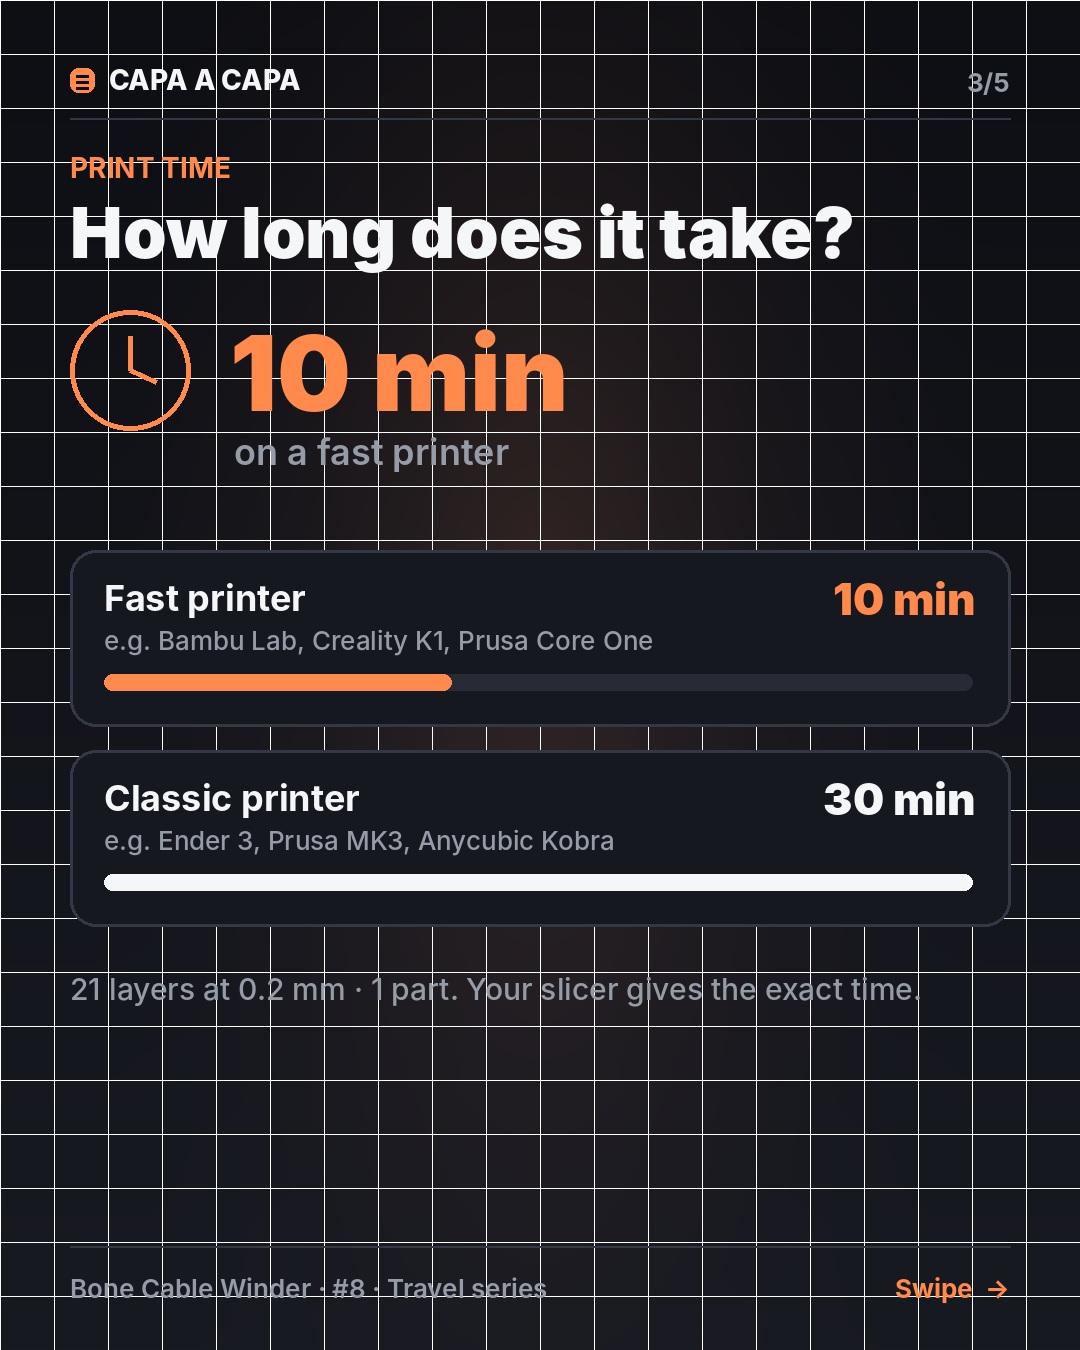 CAPA A CAPA
3/5
PRINT TIME
How long does it take?
10 min
on a fast printer
Fast printer
10 min
e.g. Bambu Lab, Creality K1, Prusa Core One
Classic printer
30 min
e.g. Ender 3, Prusa MK3, Anycubic Kobra
21 layers at 0.2 mm · 1 part. Your slicer gives the exact time.
Bone Cable Winder · #8 · Travel series
Swipe →